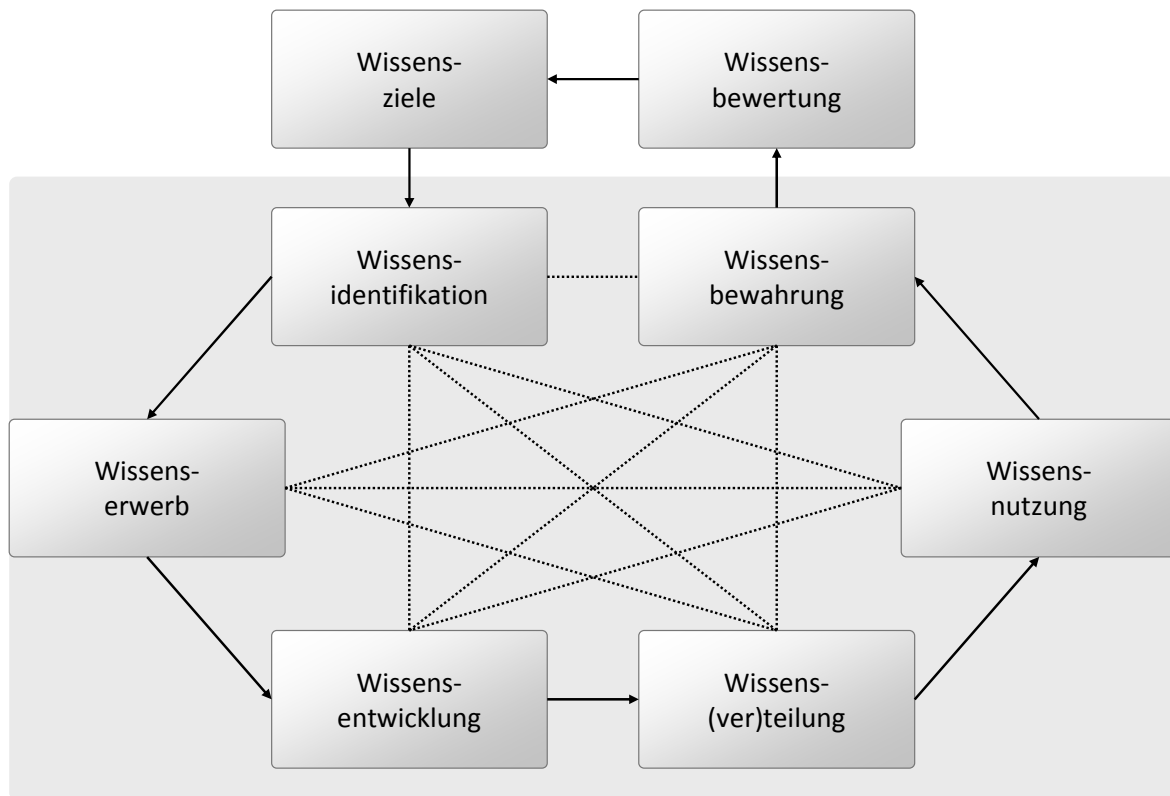 Wissens-
ziele
Wissens-
bewertung
Wissens-
identifikation
Wissens-
bewahrung
Wissens-
erwerb
Wissens-
nutzung
Wissens-
entwicklung
Wissens-
(ver)teilung